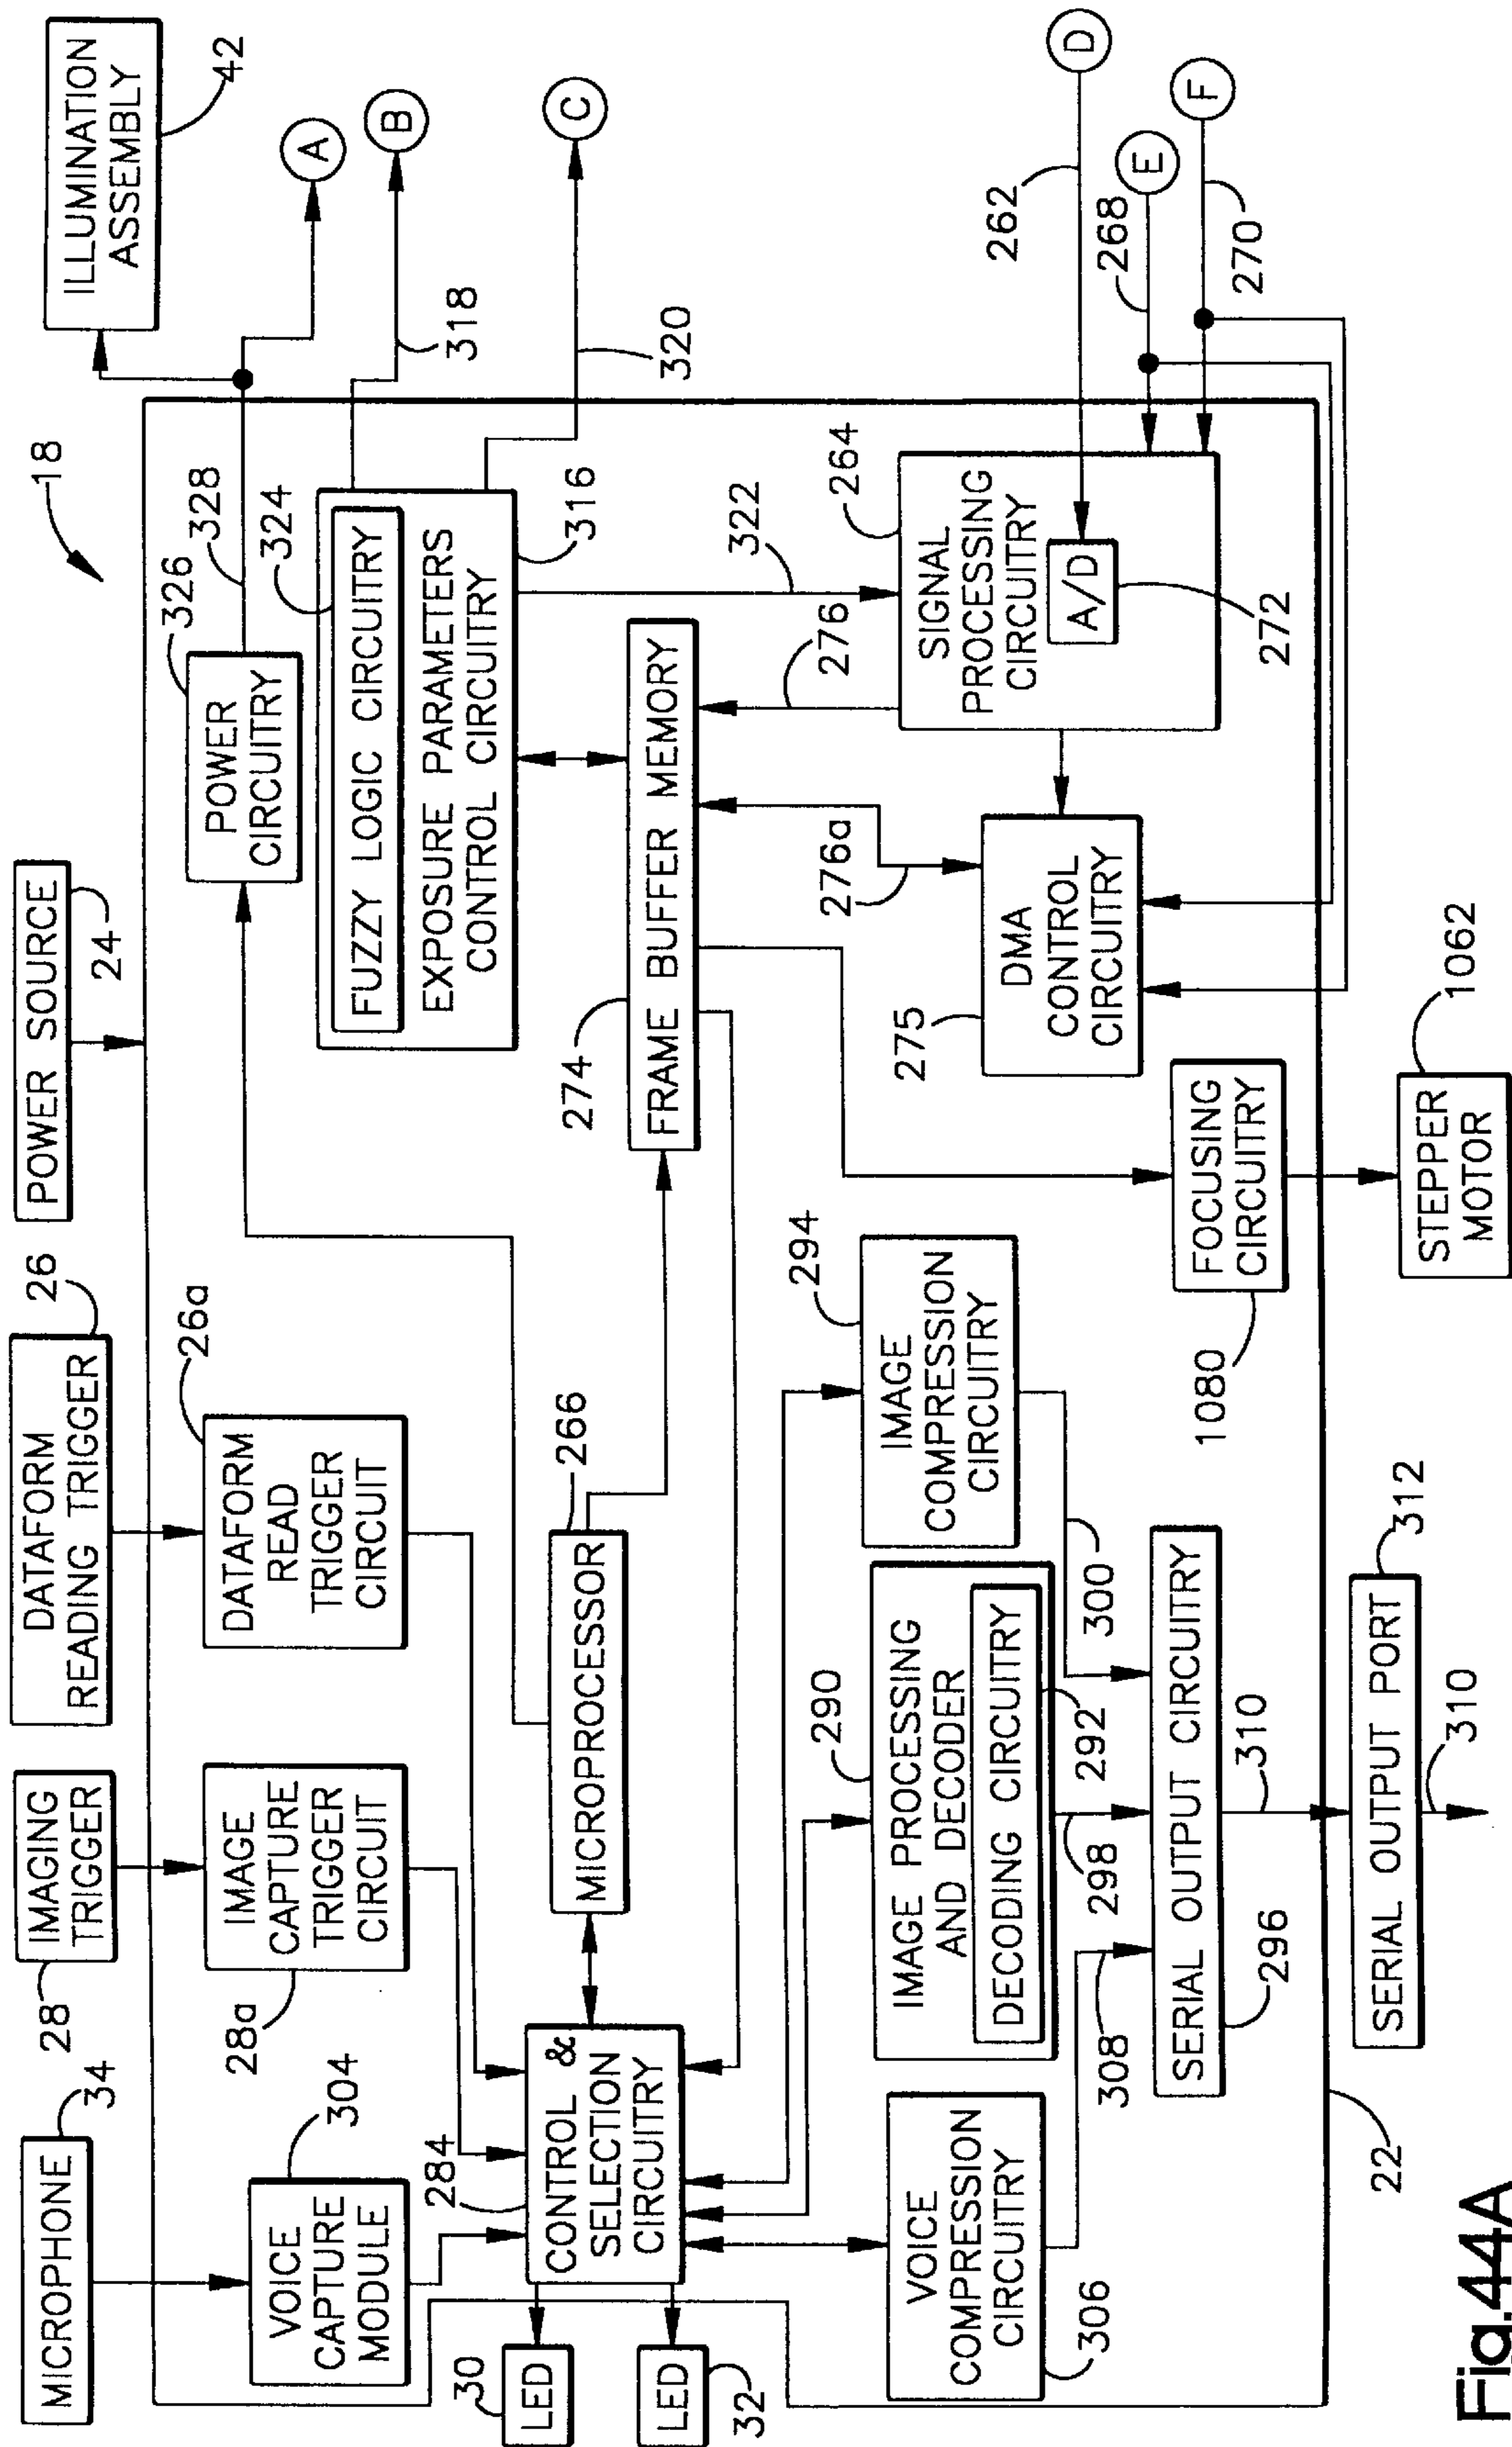 MICROPHONE
34
IMAGING
TRIGGER
28
DATAFORM
READING TRIGGER
26
POWER SOURCE
24
18
ILLUMINATION
ASSEMBLY
42
VOICE
CAPTURE
MODULE
304
IMAGE
CAPTURE
TRIGGER
CIRCUIT
28a
DATAFORM
READ
TRIGGER
CIRCUIT
26a
POWER
CIRCUITRY
326
328
A
FUZZY LOGIC CIRCUITRY
324
EXPOSURE PARAMETERS
CONTROL CIRCUITRY
316
318
B
320
C
LED
30
LED
32
CONTROL &
SELECTION
CIRCUITRY
284
MICROPROCESSOR
266
FRAME BUFFER MEMORY
274
276
322
276a
SIGNAL
PROCESSING
CIRCUITRY
264
A/D
272
262
D
268
E
270
F
DMA
CONTROL
CIRCUITRY
275
VOICE
COMPRESSION
CIRCUITRY
306
IMAGE PROCESSING
AND DECODER
290
DECODING CIRCUITRY
292
IMAGE
COMPRESSION
CIRCUITRY
294
308
298
300
SERIAL OUTPUT CIRCUITRY
296
310
FOCUSING
CIRCUITRY
1080
STEPPER
MOTOR
1062
SERIAL OUTPUT PORT
312
310
22
Fig.44A